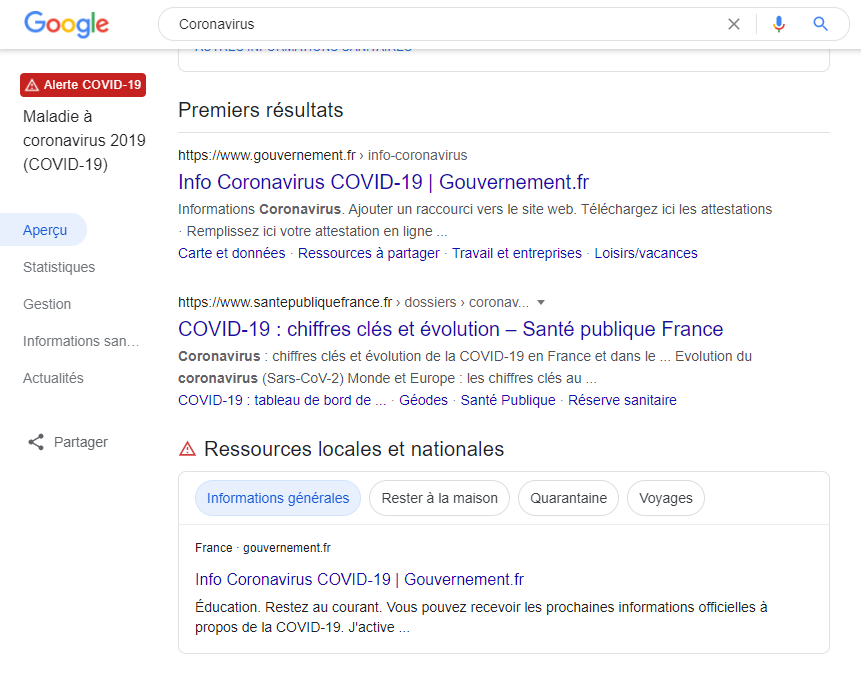 Google
Coronavirus
AUTRES INFORMATIONS SANITAIRES
Alerte COVID-19
Maladie à
coronavirus 2019
(COVID-19)
Aperçu
Statistiques
Gestion
Informations san...
Actualités
Partager
Premiers résultats
https://www.gouvernement.fr › info-coronavirus
Info Coronavirus COVID-19 | Gouvernement.fr
Informations Coronavirus. Ajouter un raccourci vers le site web. Téléchargez ici les attestations
· Remplissez ici votre attestation en ligne ...
Carte et données · Ressources à partager · Travail et entreprises · Loisirs/vacances
https://www.santepubliquefrance.fr › dossiers › coronav...
COVID-19 : chiffres clés et évolution – Santé publique France
Coronavirus : chiffres clés et évolution de la COVID-19 en France et dans le ... Evolution du
coronavirus (Sars-CoV-2) Monde et Europe : les chiffres clés au ...
COVID-19 : tableau de bord de ... · Géodes · Santé Publique · Réserve sanitaire
Ressources locales et nationales
Informations générales Rester à la maison Quarantaine Voyages
France · gouvernement.fr
Info Coronavirus COVID-19 | Gouvernement.fr
Éducation. Restez au courant. Vous pouvez recevoir les prochaines informations officielles à
propos de la COVID-19. J'active ...